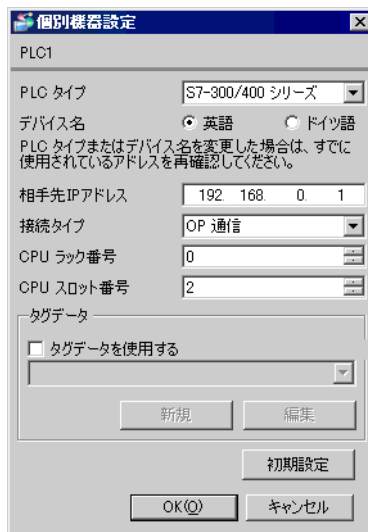 個別機器設定
PLC1
PLC タイプ S7-300/400 シリーズ
デバイス名 英語 ドイツ語
PLC タイプまたはデバイス名を変更した場合は、すでに
使用されているアドレスを再確認してください。
相手先IPアドレス 192. 168. 0. 1
接続タイプ OP 通信
CPU ラック番号 0
CPU スロット番号 2
タグデータ
タグデータを使用する
新規 編集
初期設定
OK(O) キャンセル